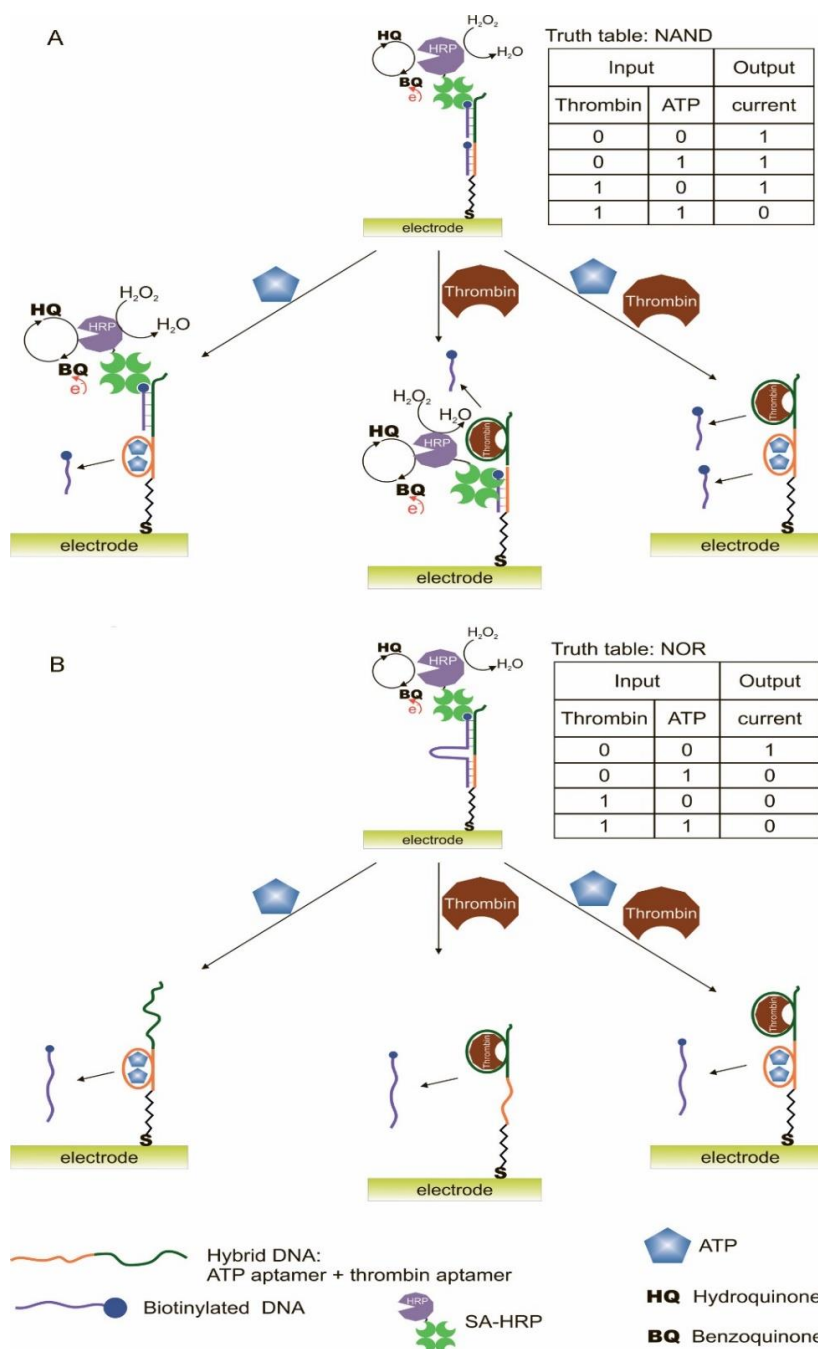 A
HQ
HRP
H₂O₂
H₂O
BQ
e
S
electrode
Truth table: NAND
Input Output
Thrombin ATP current
0 0 1
0 1 1
1 0 1
1 1 0
Thrombin
Thrombin
HQ
HRP
H₂O₂
H₂O
BQ
e
S
electrode
H₂O₂
H₂O
HQ
HRP
Thrombin
BQ
e
S
electrode
Thrombin
S
electrode
B
HQ
HRP
H₂O₂
H₂O
BQ
e
S
electrode
Truth table: NOR
Input Output
Thrombin ATP current
0 0 1
0 1 0
1 0 0
1 1 0
Thrombin
Thrombin
S
electrode
Thrombin
S
electrode
Thrombin
S
electrode
Hybrid DNA:
ATP aptamer + thrombin aptamer
Biotinylated DNA
HRP
SA-HRP
ATP
HQ Hydroquinone
BQ Benzoquinone